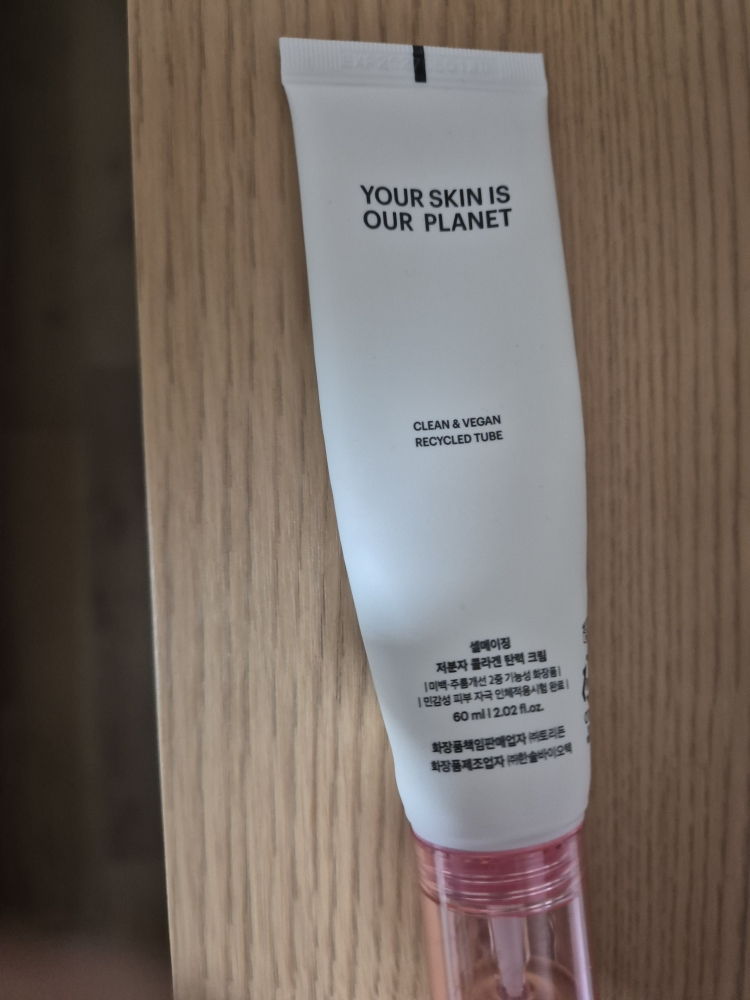 YOUR SKIN IS
OUR PLANET
CLEAN & VEGAN
RECYCLED TUBE
셀메이징
저분자 콜라겐 탄력 크림
|미백·주름개선 2중 기능성 화장품|
|민감성 피부 자극 인체적용시험 완료|
60 ml | 2.02 fl.oz.
화장품책임판매업자 ㈜토리든
화장품제조업자 ㈜한솔바이오텍